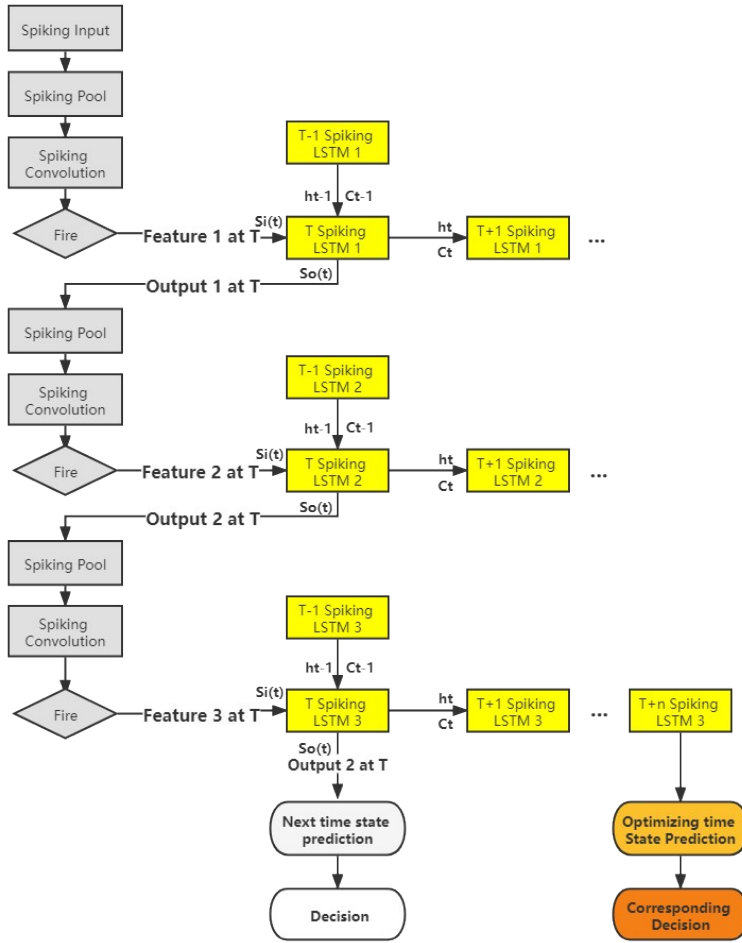 Spiking Input
Spiking Pool
Spiking
Convolution
Fire
Feature 1 at T
Si(t)
T-1 Spiking
LSTM 1
ht-1 Ct-1
T Spiking
LSTM 1
ht
Ct
T+1 Spiking
LSTM 1
...
So(t)
Output 1 at T
Spiking Pool
Spiking
Convolution
Fire
Feature 2 at T
Si(t)
T-1 Spiking
LSTM 2
ht-1 Ct-1
T Spiking
LSTM 2
ht
Ct
T+1 Spiking
LSTM 2
...
So(t)
Output 2 at T
Spiking Pool
Spiking
Convolution
Fire
Feature 3 at T
Si(t)
T-1 Spiking
LSTM 3
ht-1 Ct-1
T Spiking
LSTM 3
ht
Ct
T+1 Spiking
LSTM 3
...
T+n Spiking
LSTM 3
So(t)
Output 2 at T
Next time state
prediction
Decision
Optimizing time
State Prediction
Corresponding
Decision